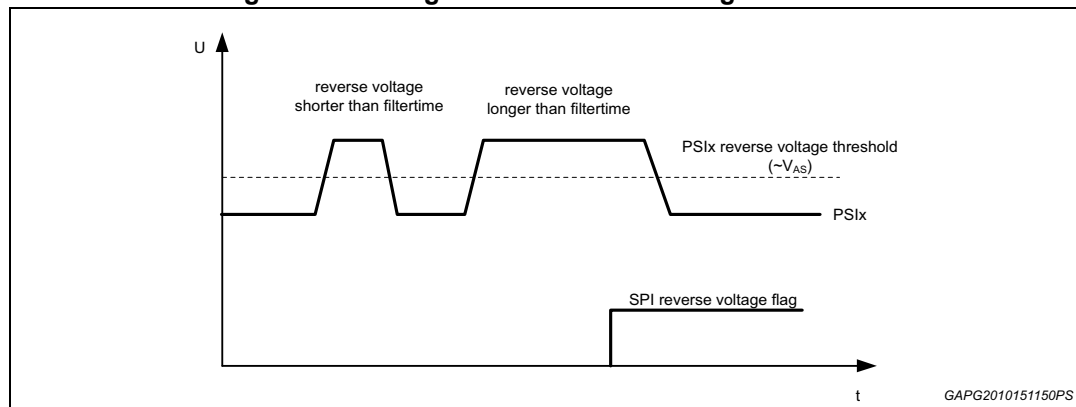 U
reverse voltage
shorter than filtertime
reverse voltage
longer than filtertime
PSIx reverse voltage threshold
(~VAS)
PSIx
SPI reverse voltage flag
t
GAPG2010151150PS